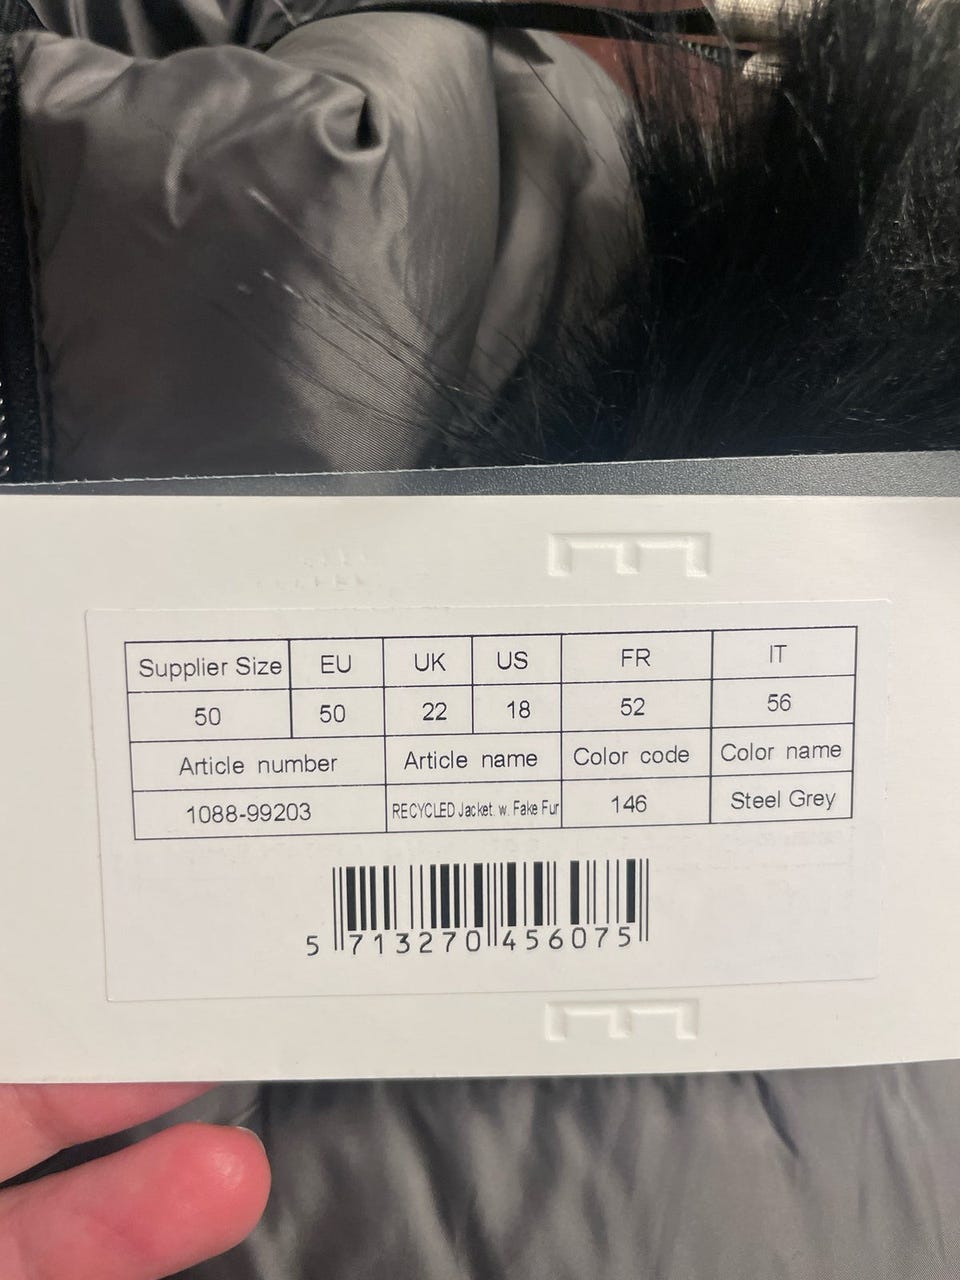 Supplier Size EU UK US FR IT
50 50 22 18 52 56
Article number Article name Color code Color name
1088-99203 RECYCLED Jacket w. Fake Fur 146 Steel Grey
5 713270 456075